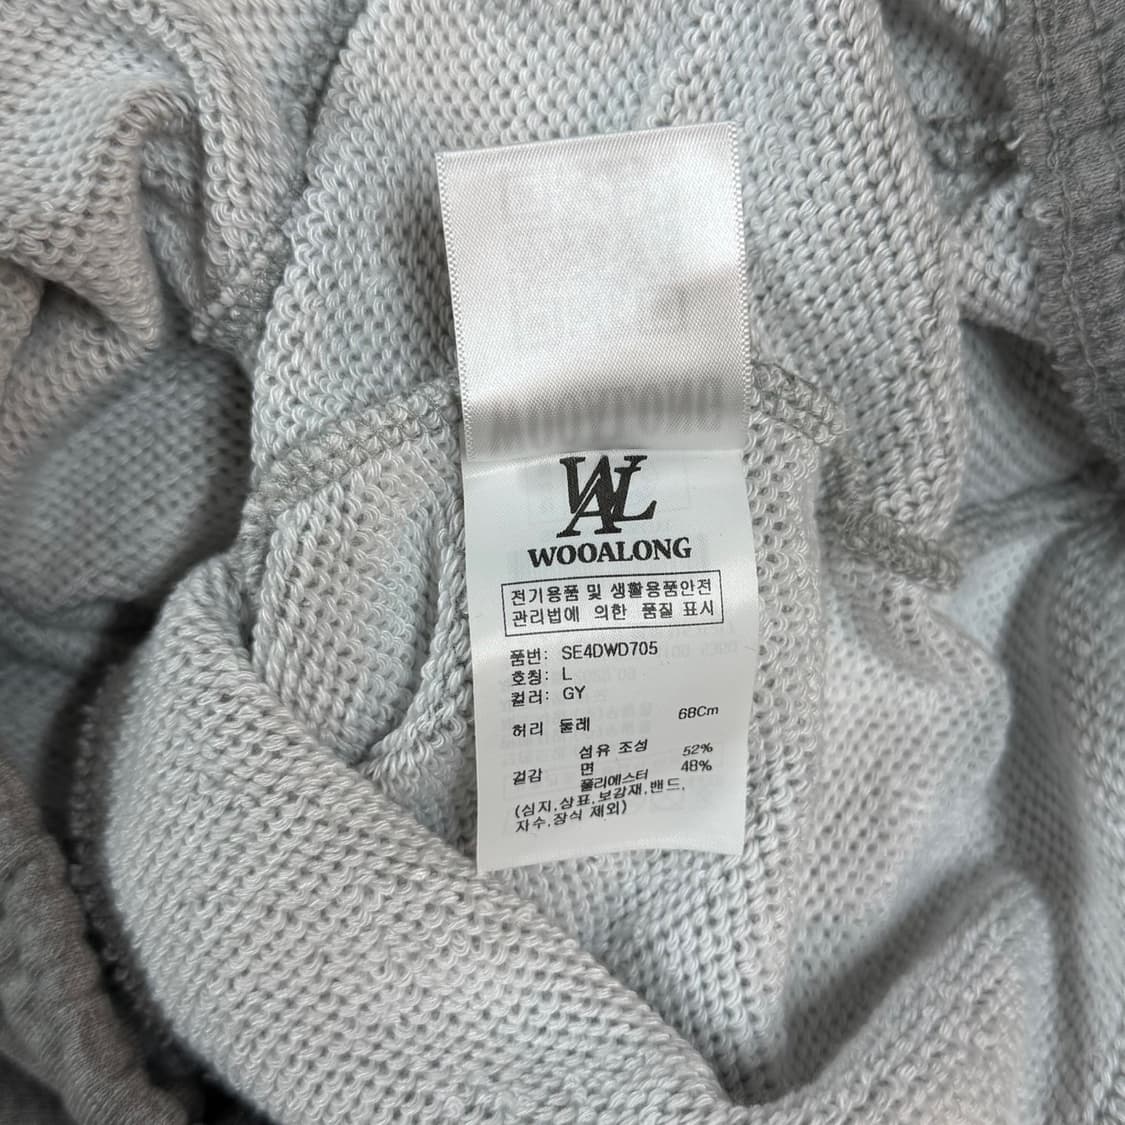 WAL
WOOALONG
전기용품 및 생활용품안전
관리법에 의한 품질 표시
품번: SE4DWD705
호칭: L
컬러: GY
허리 둘레 68Cm
섬유 조성
겉감 면 52%
폴리에스터 48%
(심지,상표,보강재,밴드,
자수,장식 제외)